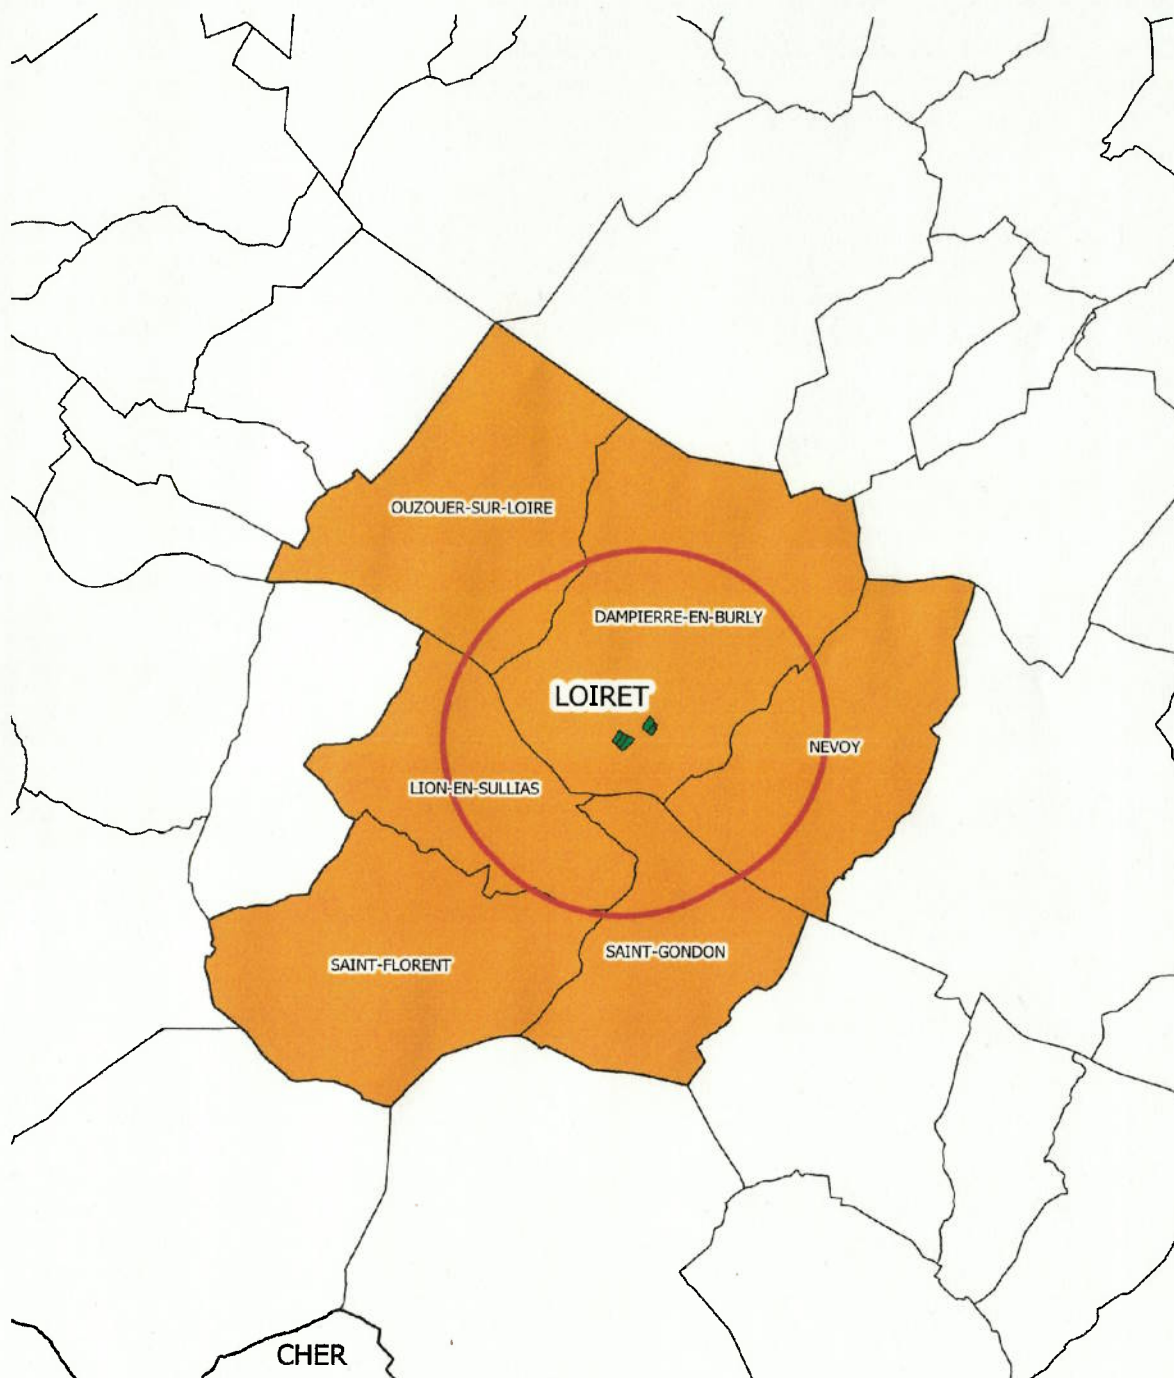 OUZOUER-SUR-LOIRE
DAMPIERRE-EN-BURLY
LOIRET
NEVOY
LION-EN-SULLIAS
SAINT-GONDON
SAINT-FLORENT
CHER